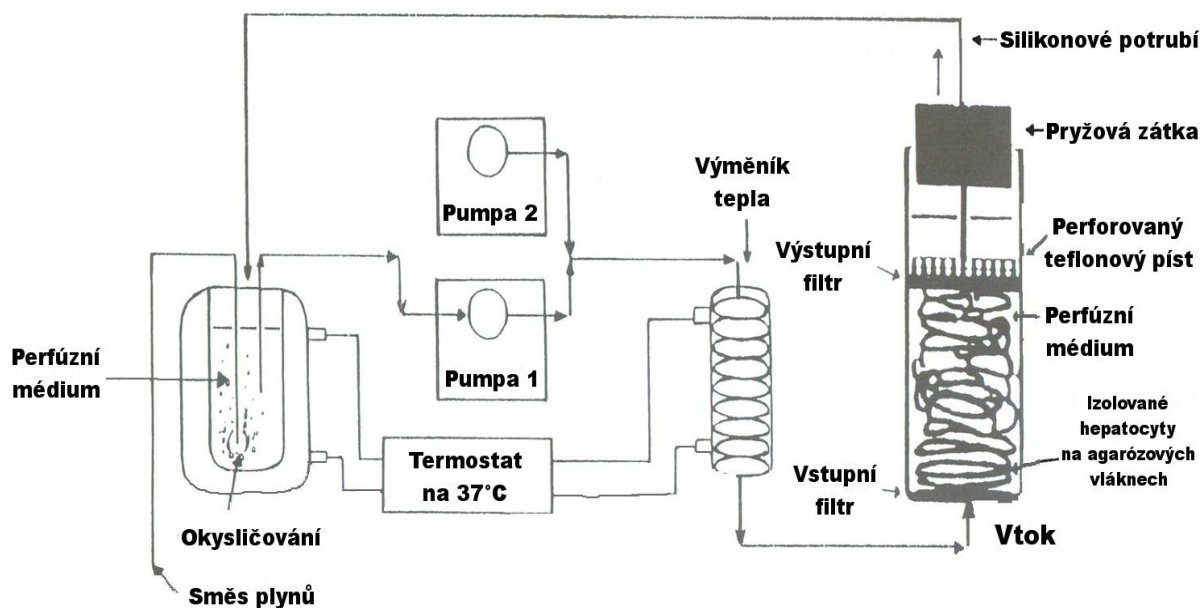 Silikonové potrubí
Pryžová zátka
Pumpa 2
Výměník
tepla
Perforovaný
teflonový píst
Výstupní
filtr
Perfúzní
médium
Perfúzní
médium
Pumpa 1
Izolované
hepatocyty
na agarózových
vláknech
Termostat
na 37°C
Vstupní
filtr
Okysličování
Vtok
Směs plynů